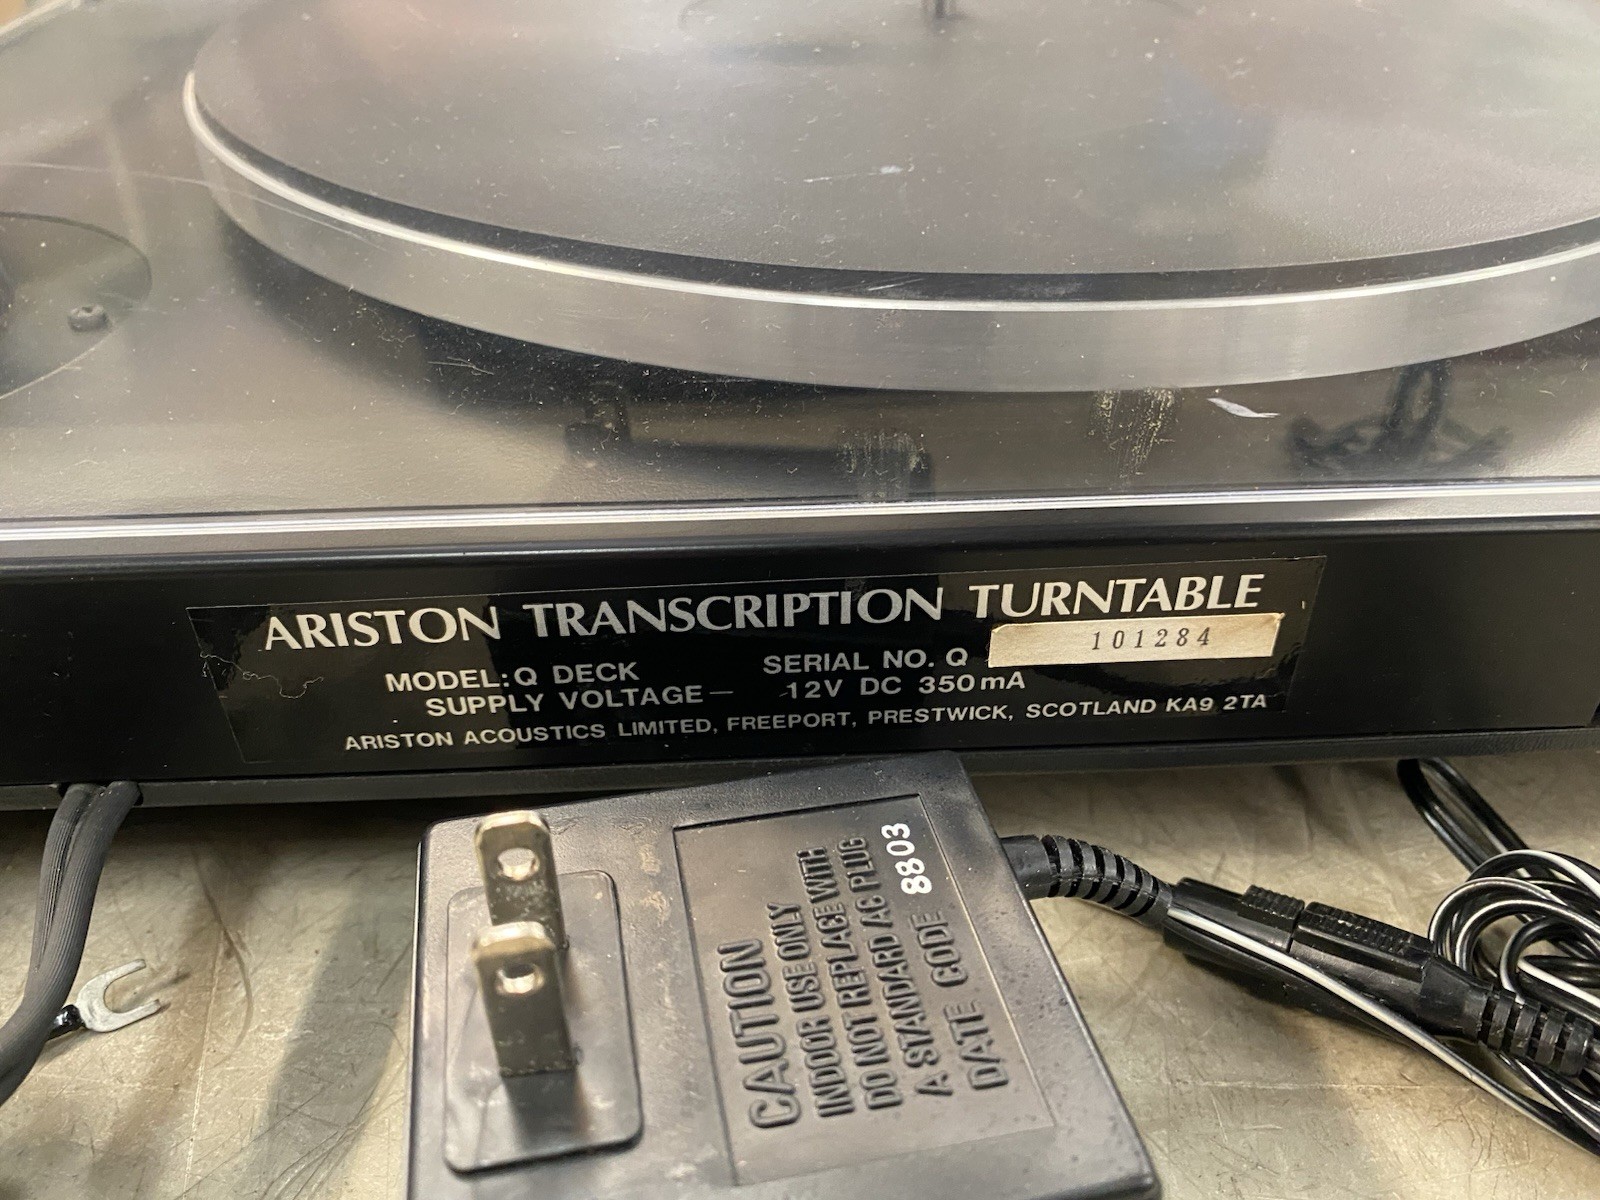 ARISTON TRANSCRIPTION TURNTABLE
MODEL: Q DECK SERIAL NO. Q 101284
SUPPLY VOLTAGE — 12V DC 350mA
ARISTON ACOUSTICS LIMITED, FREEPORT, PRESTWICK, SCOTLAND KA9 2TA
CAUTION
INDOOR USE ONLY
DO NOT REPLACE WITH
A STANDARD AC PLUG
DATE CODE 8803